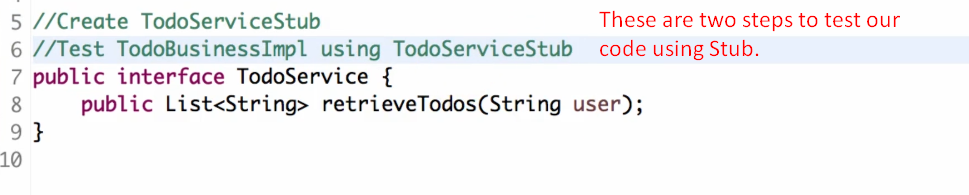 5 //Create TodoServiceStub
These are two steps to test our
6 //Test TodoBusinessImpl using TodoServiceStub
code using Stub.
7 public interface TodoService {
8     public List<String> retrieveTodos(String user);
9 }
10